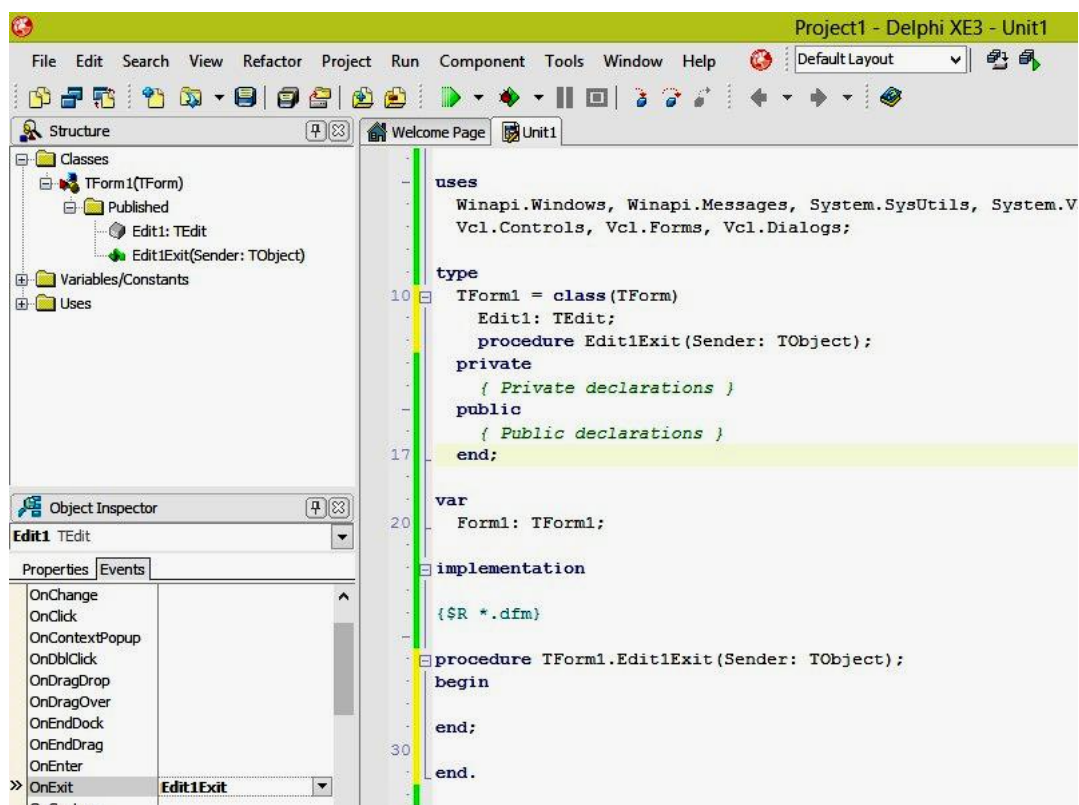 Project1 - Delphi XE3 - Unit1
File Edit Search View Refactor Project Run Component Tools Window Help
Default Layout
Structure
Classes
TForm1(TForm)
Published
Edit1: TEdit
Edit1Exit(Sender: TObject)
Variables/Constants
Uses
Object Inspector
Edit1 TEdit
Properties Events
OnChange
OnClick
OnContextPopup
OnDblClick
OnDragDrop
OnDragOver
OnEndDock
OnEndDrag
OnEnter
OnExit Edit1Exit
Welcome Page Unit1
uses
Winapi.Windows, Winapi.Messages, System.SysUtils, System.V
Vcl.Controls, Vcl.Forms, Vcl.Dialogs;
type
10 TForm1 = class(TForm)
Edit1: TEdit;
procedure Edit1Exit(Sender: TObject);
private
{ Private declarations }
public
{ Public declarations }
17 end;
var
20 Form1: TForm1;
implementation
{$R *.dfm}
procedure TForm1.Edit1Exit(Sender: TObject);
begin
end;
30
end.